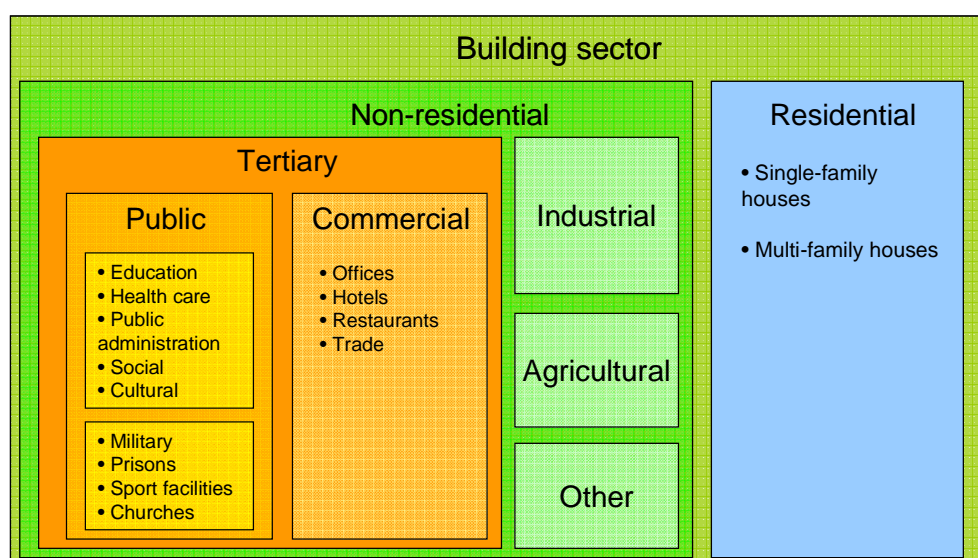 Building sector
Non-residential
Tertiary
Public
• Education
• Health care
• Public
administration
• Social
• Cultural
• Military
• Prisons
• Sport facilities
• Churches
Commercial
• Offices
• Hotels
• Restaurants
• Trade
Industrial
Agricultural
Other
Residential
• Single-family
houses
• Multi-family houses